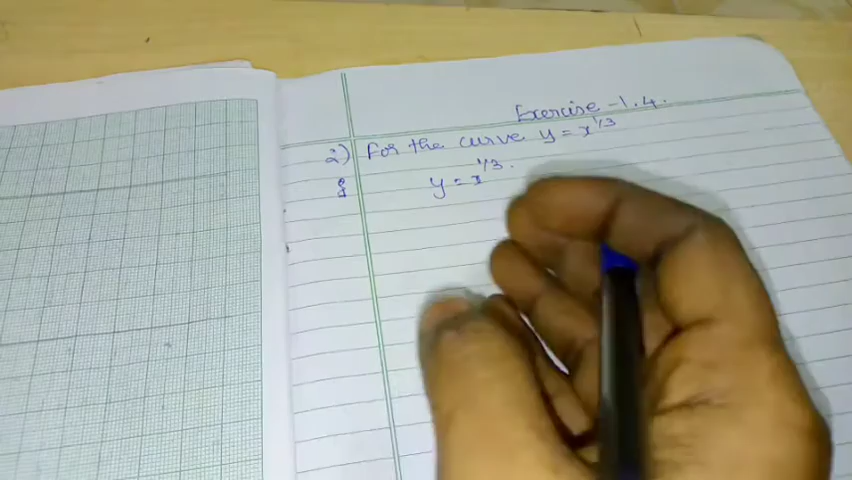 Exercise - 1.4.
2) For the curve y = x^1/3
y = x^1/3.